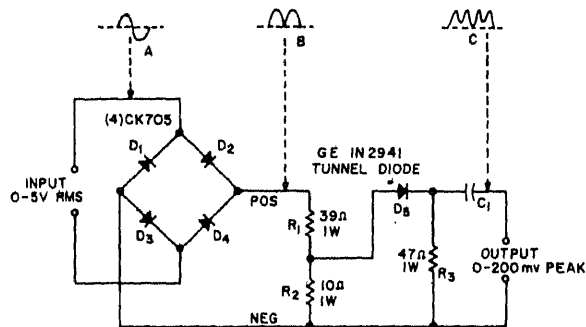 A
B
C
(4)CK705
D1
D2
D3
D4
INPUT
0-5V RMS
POS
NEG
GE IN2941
TUNNEL DIODE
D5
R1
39Ω
1W
R2
10Ω
1W
47Ω
1W
R3
C1
OUTPUT
0-200mv PEAK